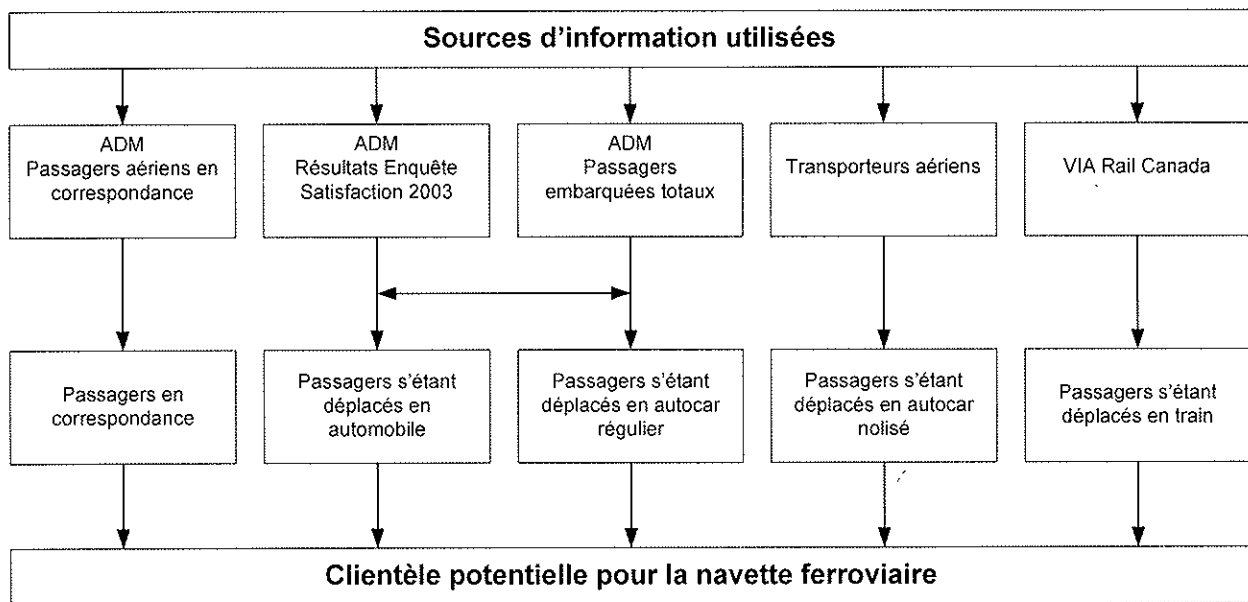 Sources d'information utilisées
ADM
Passagers aériens en
correspondance
ADM
Résultats Enquête
Satisfaction 2003
ADM
Passagers
embarquées totaux
Transporteurs aériens
VIA Rail Canada
Passagers en
correspondance
Passagers s'étant
déplacés en
automobile
Passagers s'étant
déplacés en autocar
régulier
Passagers s'étant
déplacés en autocar
nolisé
Passagers s'étant
déplacés en train
Clientèle potentielle pour la navette ferroviaire